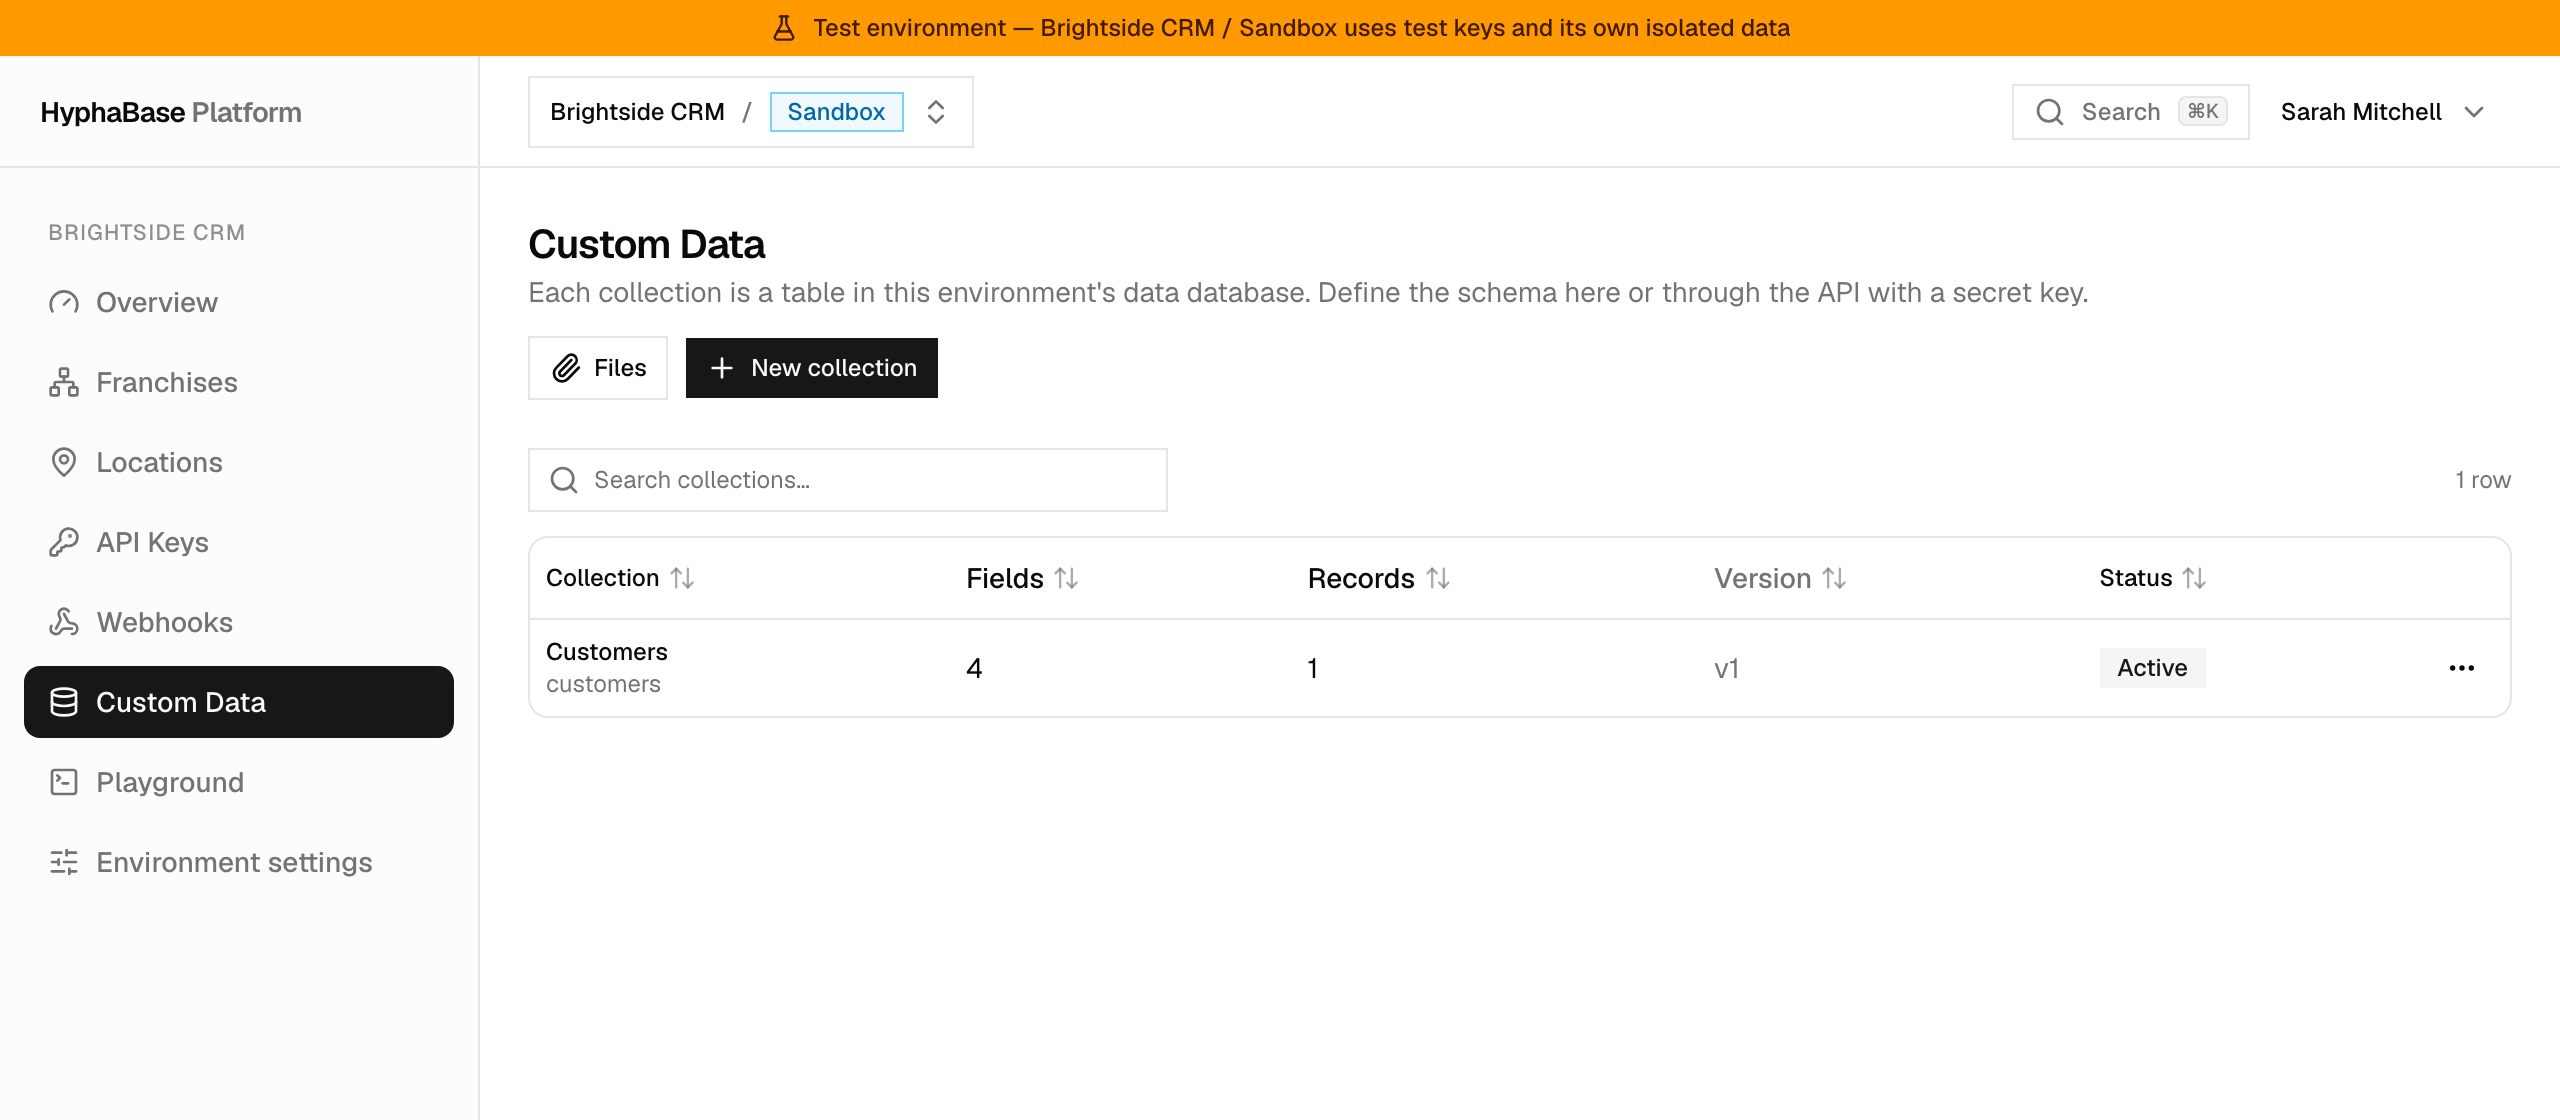 Test environment — Brightside CRM / Sandbox uses test keys and its own isolated data
HyphaBase Platform
Brightside CRM / Sandbox
Search ⌘K
Sarah Mitchell
BRIGHTSIDE CRM
Overview
Franchises
Locations
API Keys
Webhooks
Custom Data
Playground
Environment settings
Custom Data
Each collection is a table in this environment's data database. Define the schema here or through the API with a secret key.
Files
New collection
Search collections...
1 row
Collection Fields Records Version Status
Customers 4 1 v1 Active
customers